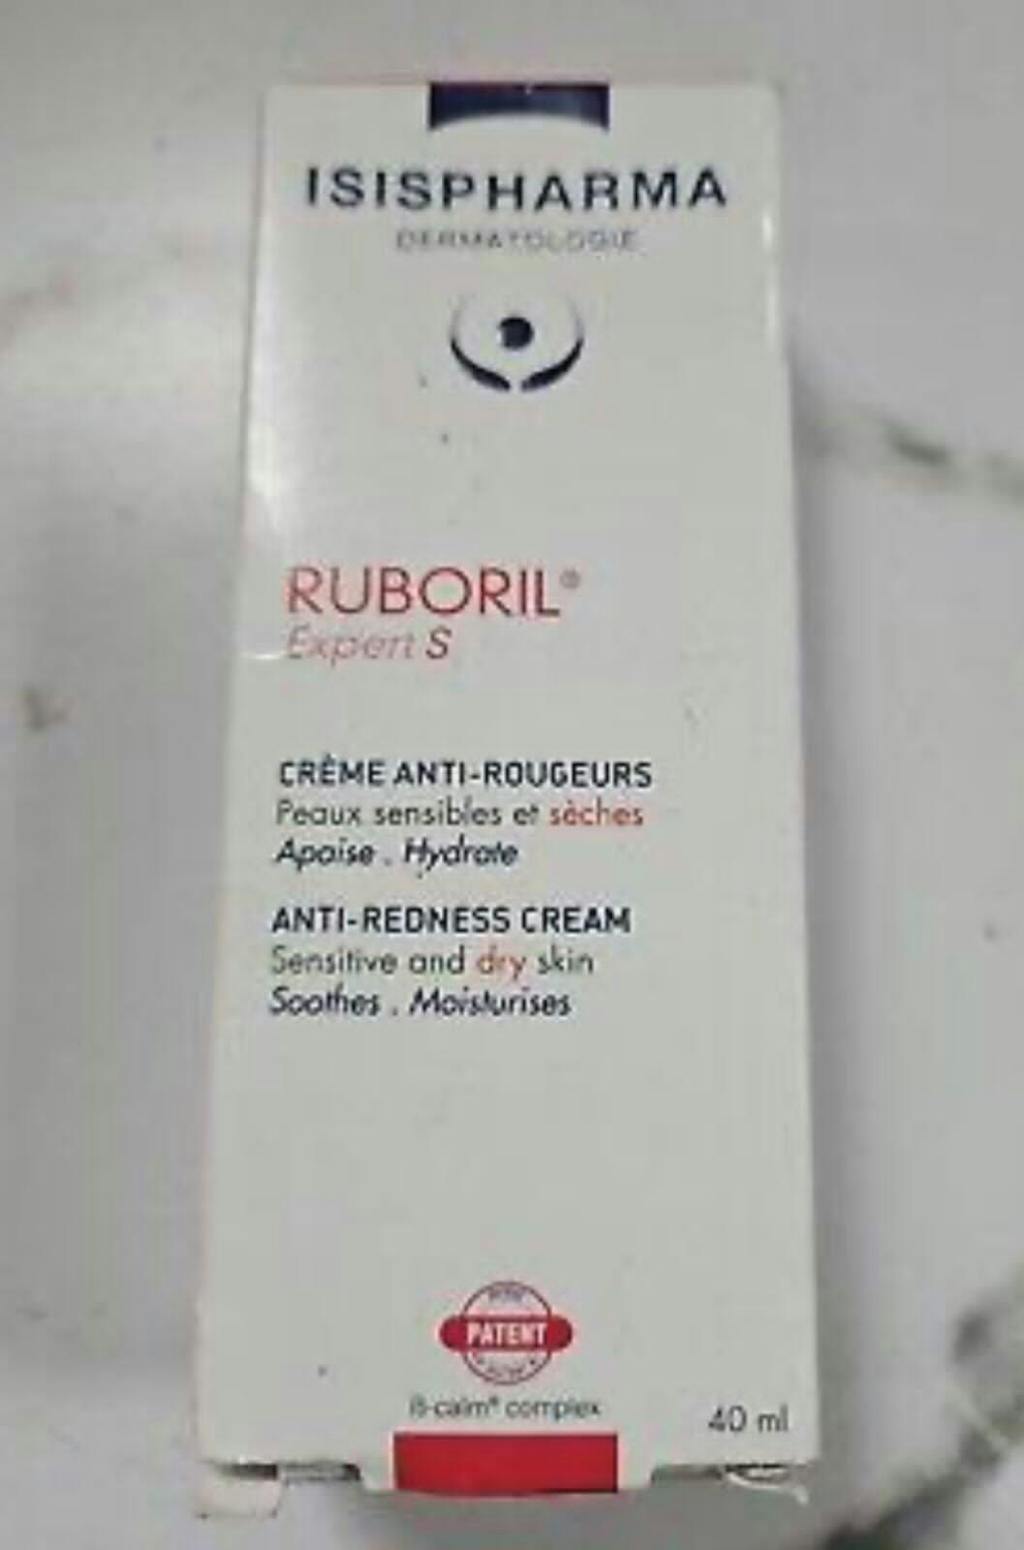 ISISPHARMA
DERMATOLOGIE
RUBORIL®
Expert S
CRÈME ANTI-ROUGEURS
Peaux sensibles et sèches
Apaise . Hydrate
ANTI-REDNESS CREAM
Sensitive and dry skin
Soothes . Moisturises
PATENT
is-calm® complex
40 ml